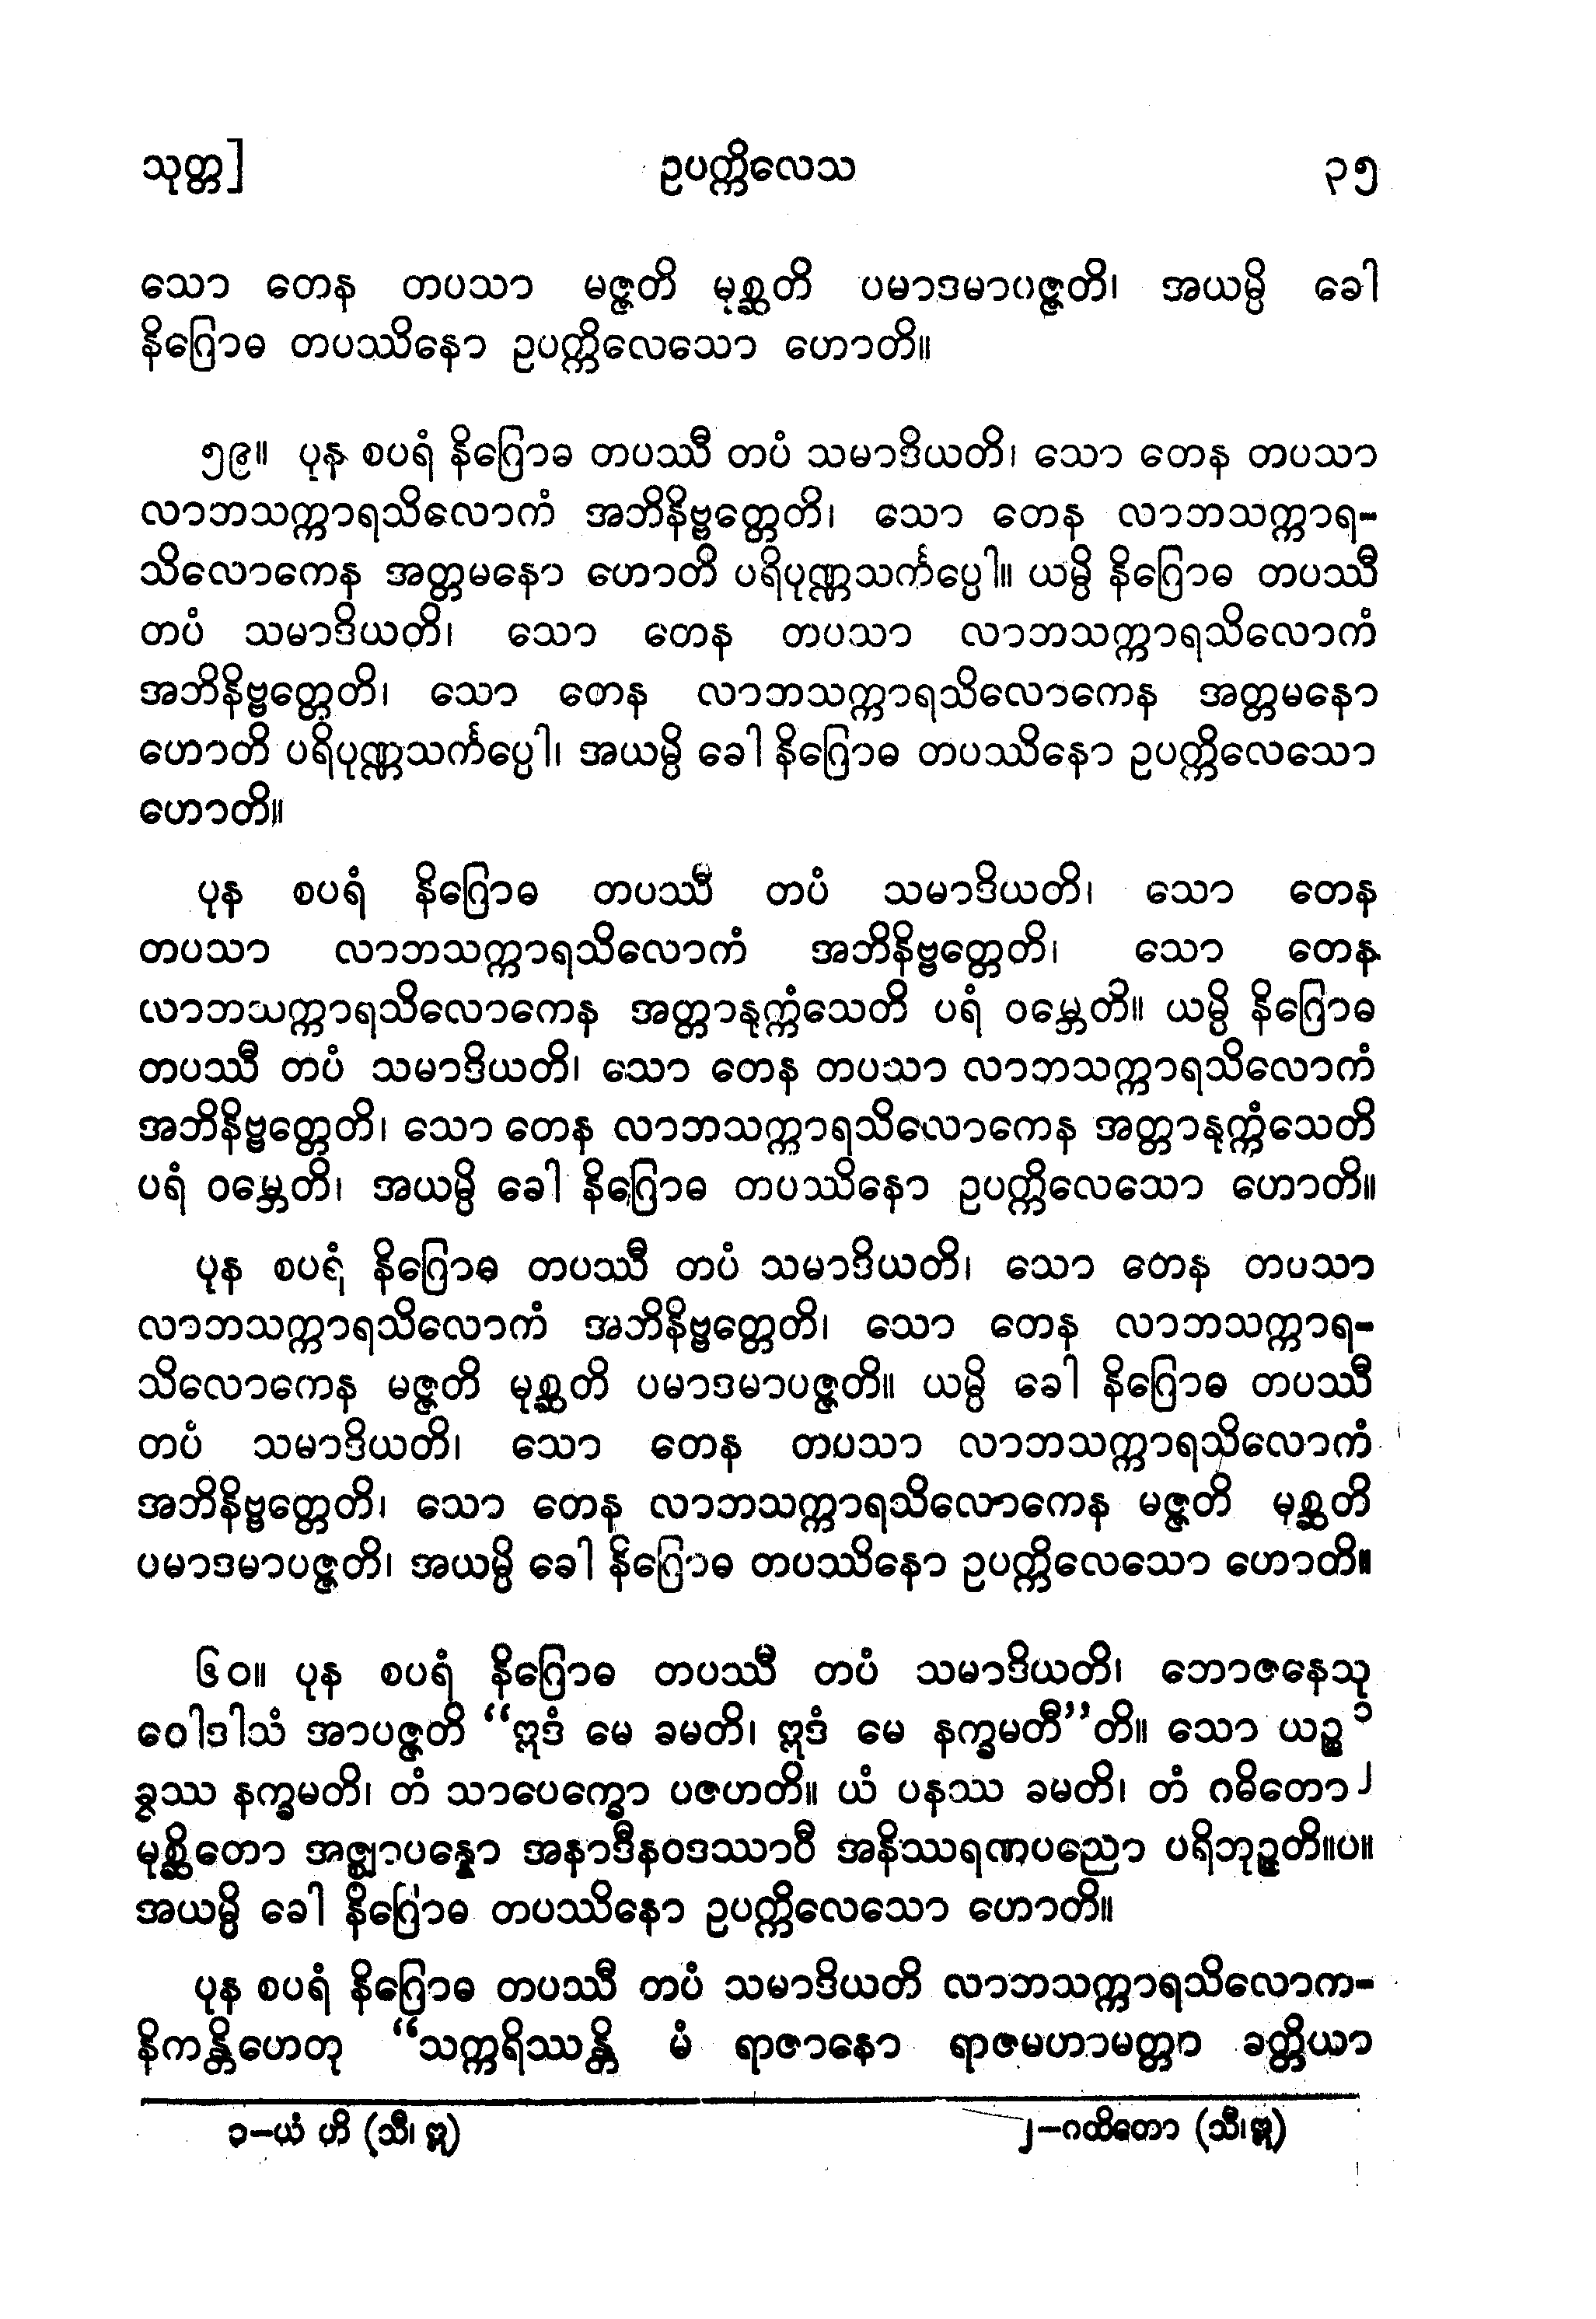 သုတ္တ] ဥပက္ကိလေသ ၃၅
သော တေန တပသာ မဇ္ဇတိ မုစ္ဆတိ ပမာဒမာပဇ္ဇတိ၊ အယမ္ပိ ခေါ
နိဂြောဓ တပဿိနော ဥပက္ကိလေသော ဟောတိ။
၅၉။ ပုန စပရံ နိဂြောဓ တပဿီ တပံ သမာဒိယတိ၊ သော တေန တပသာ
လာဘသက္ကာရသိလောကံ အဘိနိဗ္ဗတ္တေတိ၊ သော တေန လာဘသက္ကာရ-
သိလောကေန အတ္တမနော ဟောတိ ပရိပုဏ္ဏသင်္ကပ္ပေါ။ ယမ္ပိ နိဂြောဓ တပဿီ
တပံ သမာဒိယတိ၊ သော တေန တပသာ လာဘသက္ကာရသိလောကံ
အဘိနိဗ္ဗတ္တေတိ၊ သော တေန လာဘသက္ကာရသိလောကေန အတ္တမနော
ဟောတိ ပရိပုဏ္ဏသင်္ကပ္ပေါ၊ အယမ္ပိ ခေါ နိဂြောဓ တပဿိနော ဥပက္ကိလေသော
ဟောတိ။
ပုန စပရံ နိဂြောဓ တပဿီ တပံ သမာဒိယတိ၊ သော တေန
တပသာ လာဘသက္ကာရသိလောကံ အဘိနိဗ္ဗတ္တေတိ၊ သော တေန
လာဘသက္ကာရသိလောကေန အတ္တာနုက္ကံသေတိ ပရံ ဝမ္ဘေတိ။ ယမ္ပိ နိဂြောဓ
တပဿီ တပံ သမာဒိယတိ၊ သော တေန တပသာ လာဘသက္ကာရသိလောကံ
အဘိနိဗ္ဗတ္တေတိ၊ သော တေန လာဘသက္ကာရသိလောကေန အတ္တာနုက္ကံသေတိ
ပရံ ဝမ္ဘေတိ၊ အယမ္ပိ ခေါ နိဂြောဓ တပဿိနော ဥပက္ကိလေသော ဟောတိ။
ပုန စပရံ နိဂြောဓ တပဿီ တပံ သမာဒိယတိ၊ သော တေန တပသာ
လာဘသက္ကာရသိလောကံ အဘိနိဗ္ဗတ္တေတိ၊ သော တေန လာဘသက္ကာရ-
သိလောကေန မဇ္ဇတိ မုစ္ဆတိ ပမာဒမာပဇ္ဇတိ။ ယမ္ပိ ခေါ နိဂြောဓ တပဿီ
တပံ သမာဒိယတိ၊ သော တေန တပသာ လာဘသက္ကာရသိလောကံ
အဘိနိဗ္ဗတ္တေတိ၊ သော တေန လာဘသက္ကာရသိလောကေန မဇ္ဇတိ မုစ္ဆတိ
ပမာဒမာပဇ္ဇတိ၊ အယမ္ပိ ခေါ နိဂြောဓ တပဿိနော ဥပက္ကိလေသော ဟောတိ။
၆၀။ ပုန စပရံ နိဂြောဓ တပဿီ တပံ သမာဒိယတိ၊ ဘောဇနေသု
ဝေါဒါသံ အာပဇ္ဇတိ “ဣဒံ မေ ခမတိ၊ ဣဒံ မေ နက္ခမတီ”တိ။ သော ယဉ္စ ၁
ခွဿ နက္ခမတိ၊ တံ သာပေက္ခော ပဇဟတိ။ ယံ ပနဿ ခမတိ၊ တံ ဂဓိတော ၂
မုစ္ဆိတော အဇ္ဈာပန္နော အနာဒီနဝဒဿာဝီ အနိဿရဏပညော ပရိဘုဉ္ဇတိ။ပ။
အယမ္ပိ ခေါ နိဂြောဓ တပဿိနော ဥပက္ကိလေသော ဟောတိ။
ပုန စပရံ နိဂြောဓ တပဿီ တပံ သမာဒိယတိ လာဘသက္ကာရသိလောက-
နိကန္တိဟေတု “သက္ကရိဿန္တိ မံ ရာဇာနော ရာဇမဟာမတ္တာ ခတ္တိယာ
၁-ယံ ဟိ (သီ၊ ဣ) ၂-ဂထိတော (သီ၊ ဣ)